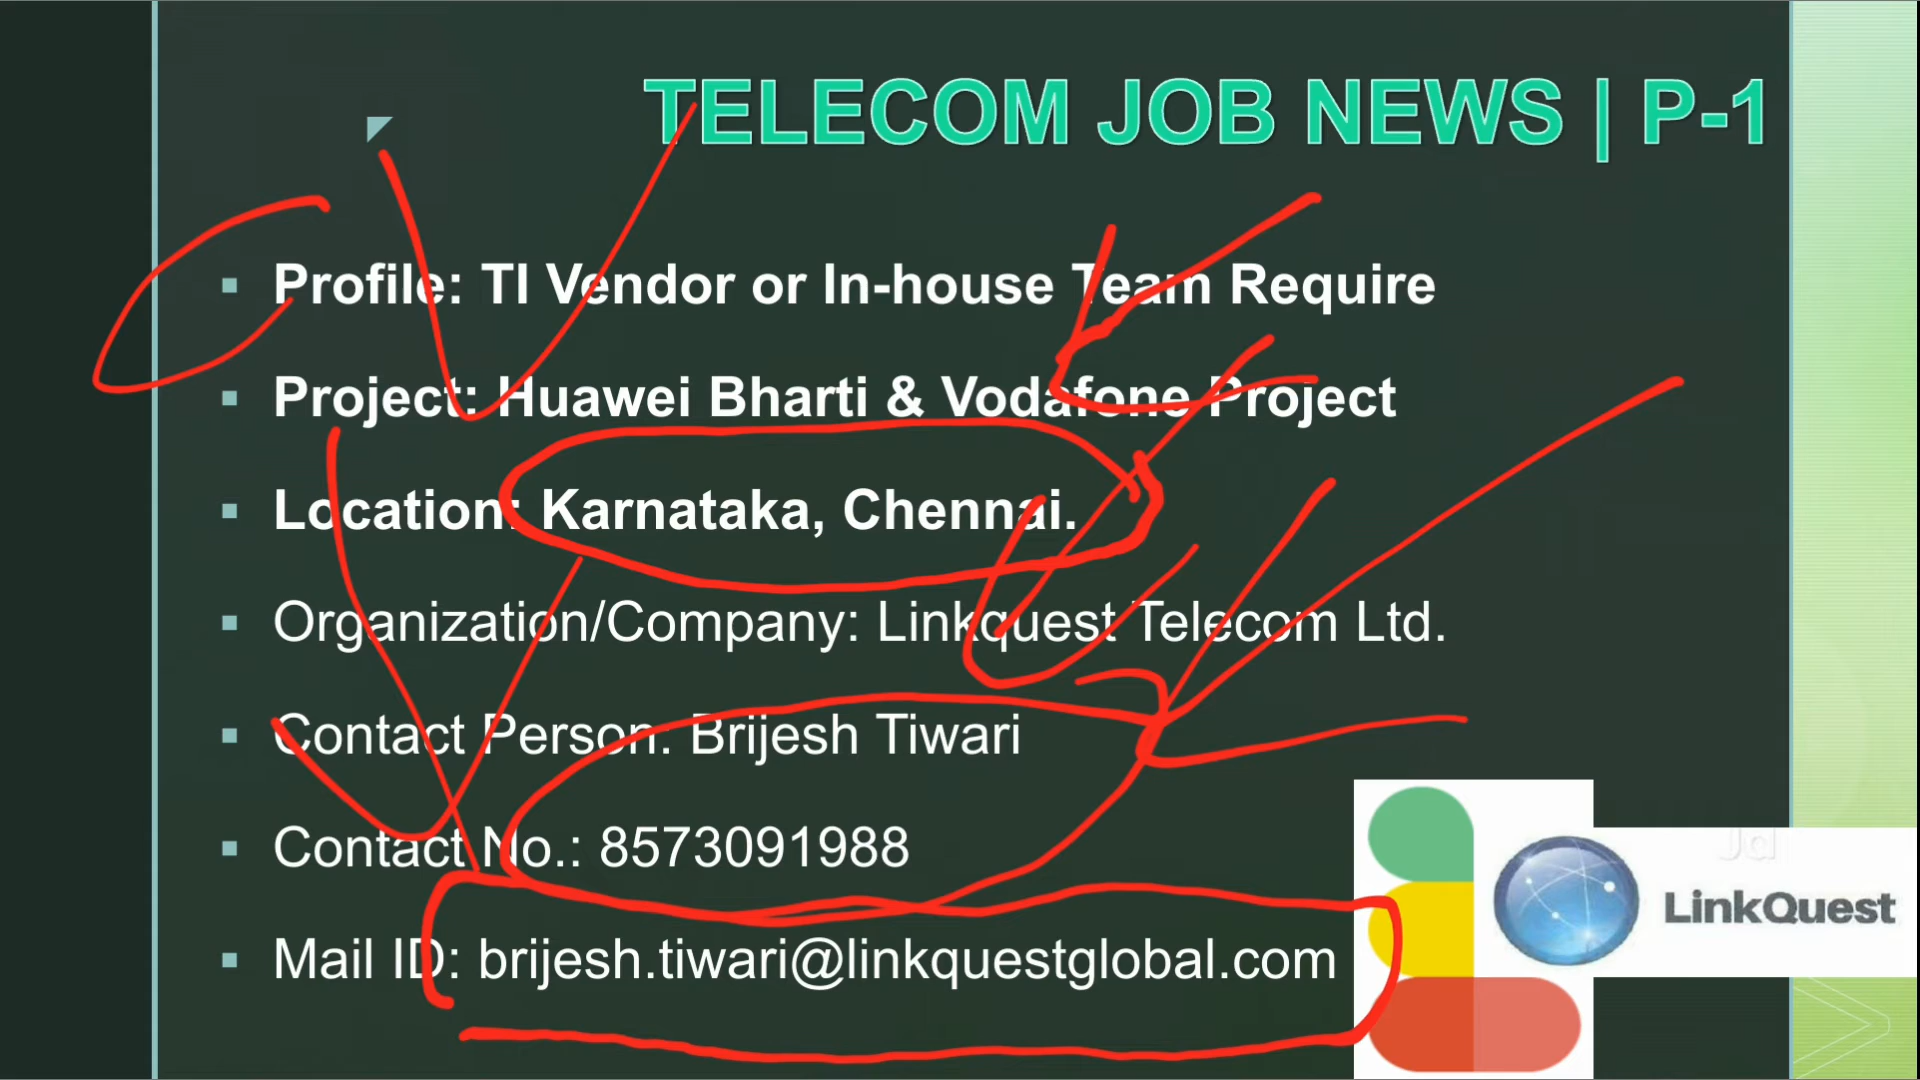 TELECOM JOB NEWS | P-1
Profile: TI Vendor or In-house Team Require
Project: Huawei Bharti & Vodafone Project
Location: Karnataka, Chennai.
Organization/Company: Linkquest Telecom Ltd.
Contact Person: Brijesh Tiwari
Contact No.: 8573091988
Mail ID: brijesh.tiwari@linkquestglobal.com
Jd
LinkQuest